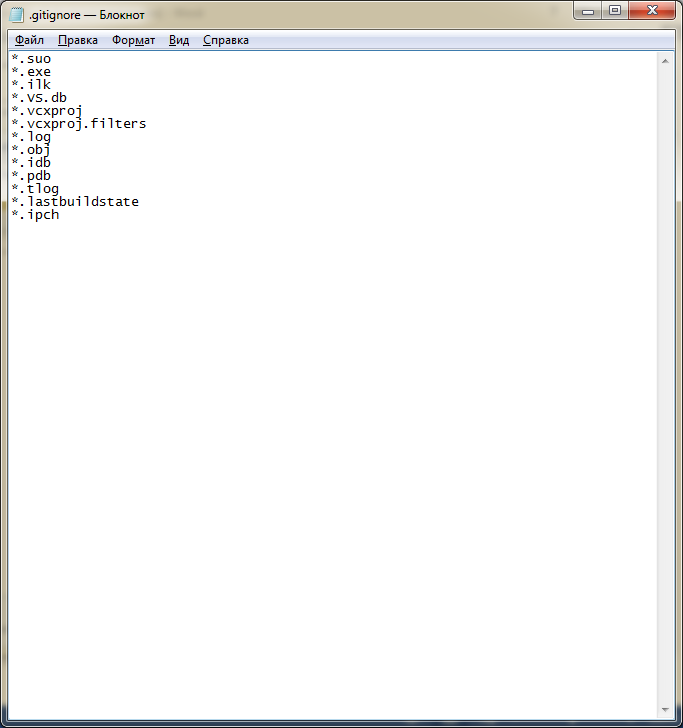 .gitignore — Блокнот
Файл Правка Формат Вид Справка
*.suo
*.exe
*.ilk
*.VS.db
*.vcxproj
*.vcxproj.filters
*.log
*.obj
*.idb
*.pdb
*.tlog
*.lastbuildstate
*.ipch